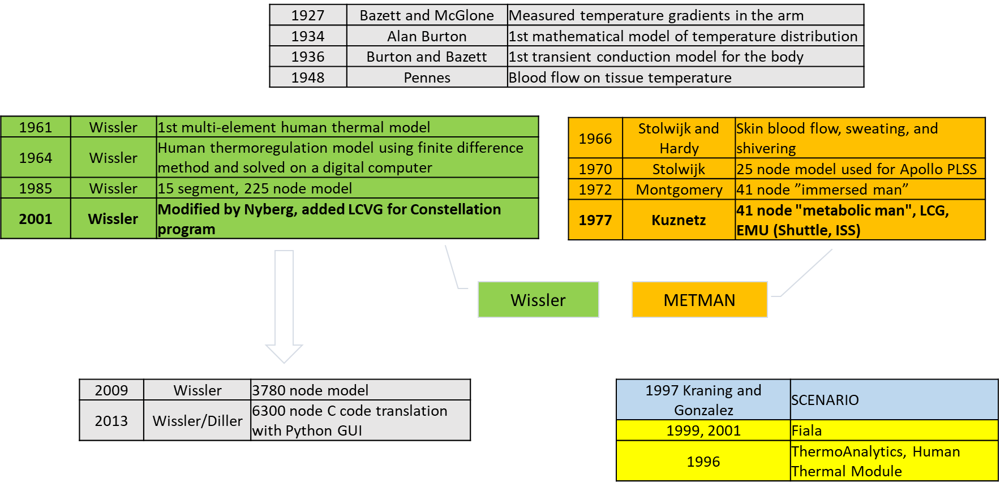 1927 Bazett and McGlone Measured temperature gradients in the arm
1934 Alan Burton 1st mathematical model of temperature distribution
1936 Burton and Bazett 1st transient conduction model for the body
1948 Pennes Blood flow on tissue temperature
1961 Wissler 1st multi-element human thermal model
1964 Wissler Human thermoregulation model using finite difference
method and solved on a digital computer
1985 Wissler 15 segment, 225 node model
2001 Wissler Modified by Nyberg, added LCVG for Constellation
program
1966 Stolwijk and
Hardy
Skin blood flow, sweating, and
shivering
1970 Stolwijk 25 node model used for Apollo PLSS
1972 Montgomery 41 node ”immersed man”
1977 Kuznetz 41 node "metabolic man", LCG,
EMU (Shuttle, ISS)
Wissler
METMAN
2009 Wissler 3780 node model
2013 Wissler/Diller 6300 node C code translation
with Python GUI
1997 Kraning and
Gonzalez
SCENARIO
1999, 2001 Fiala
1996 ThermoAnalytics, Human
Thermal Module